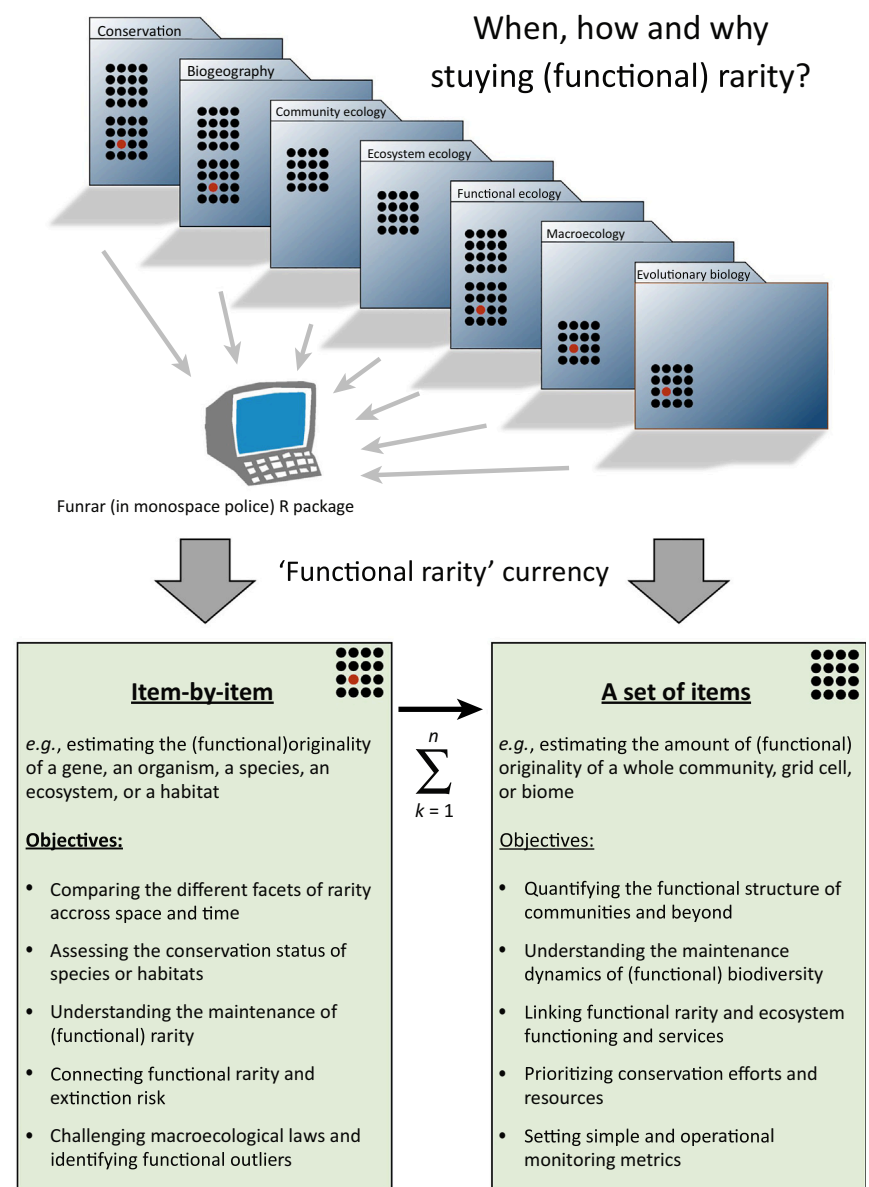 When, how and why
stuying (functional) rarity?
Conservation
Biogeography
Community ecology
Ecosystem ecology
Functional ecology
Macroecology
Evolutionary biology
Funrar (in monospace police) R package
‘Functional rarity’ currency
Item-by-item
e.g., estimating the (functional)originality
of a gene, an organism, a species, an
ecosystem, or a habitat
Objectives:
• Comparing the different facets of rarity
accross space and time
• Assessing the conservation status of
species or habitats
• Understanding the maintenance of
(functional) rarity
• Connecting functional rarity and
extinction risk
• Challenging macroecological laws and
identifying functional outliers
n
∑
k = 1
A set of items
e.g., estimating the amount of (functional)
originality of a whole community, grid cell,
or biome
Objectives:
• Quantifying the functional structure of
communities and beyond
• Understanding the maintenance
dynamics of (functional) biodiversity
• Linking functional rarity and ecosystem
functioning and services
• Prioritizing conservation efforts and
resources
• Setting simple and operational
monitoring metrics